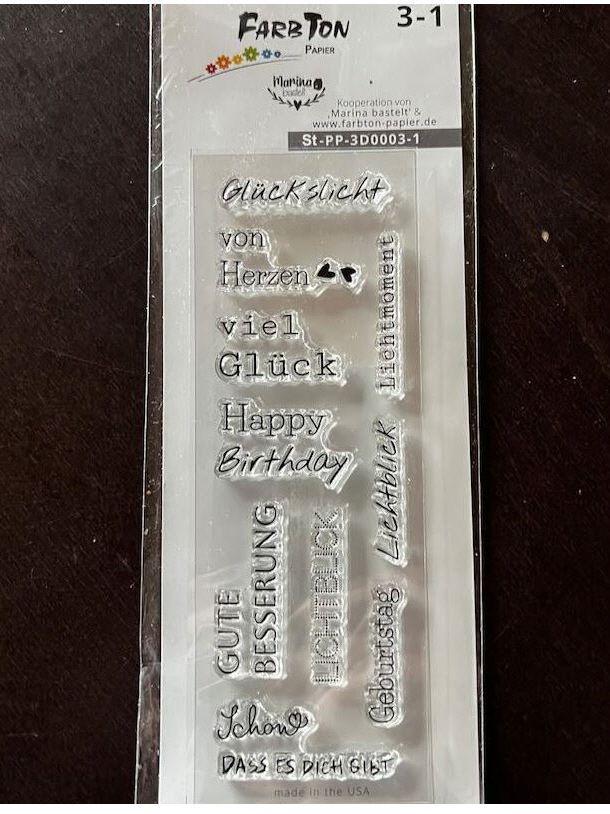 FARBTON
PAPIER
3-1
Marina
bastelt
Kooperation von
'Marina bastelt' &
www.farbton-papier.de
St-PP-3D0003-1
Glückslicht
von
Herzen
viel
Glück
Happy
Birthday
Lichtmoment
Lichtblick
GUTE
BESSERUNG
LICHTBLICK
Geburtstag
Schön
DASS ES DICH GIBT
made in the USA